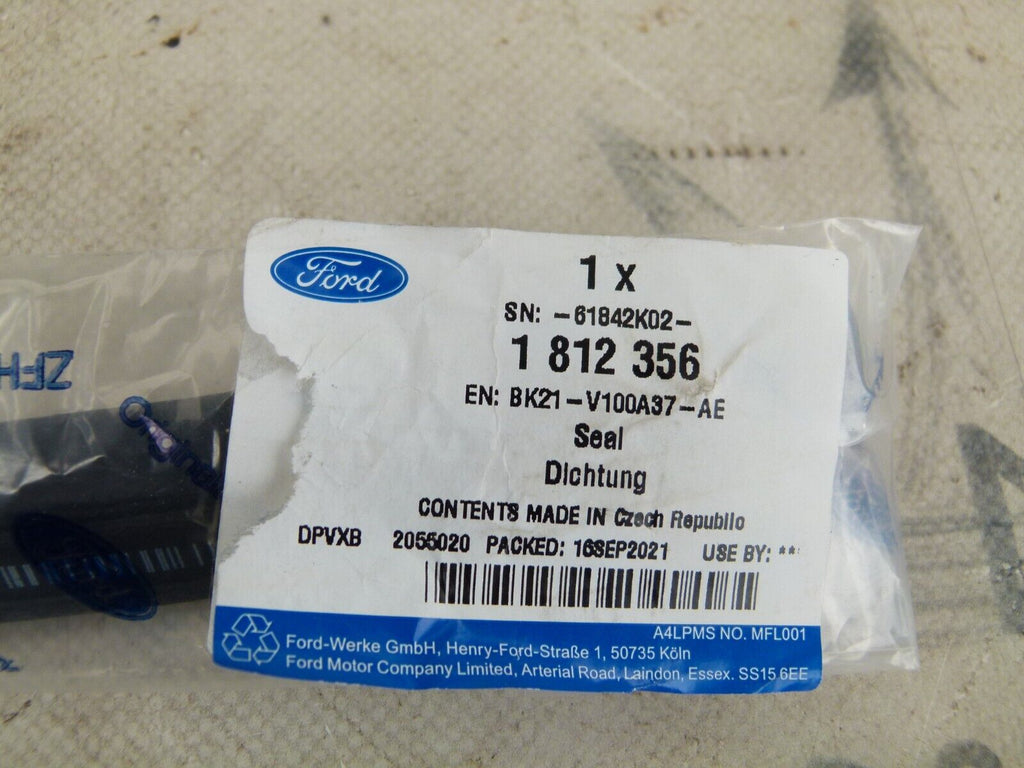 Ford
1 x
SN: -61842K02-
1 812 356
EN: BK21-V100A37-AE
Seal
Dichtung
CONTENTS MADE IN Czech Republic
DPVXB 2055020 PACKED: 16SEP2021 USE BY: **
A4LPMS NO. MFL001
Ford-Werke GmbH, Henry-Ford-Straße 1, 50735 Köln
Ford Motor Company Limited, Arterial Road, Laindon, Essex. SS15 6EE
Original